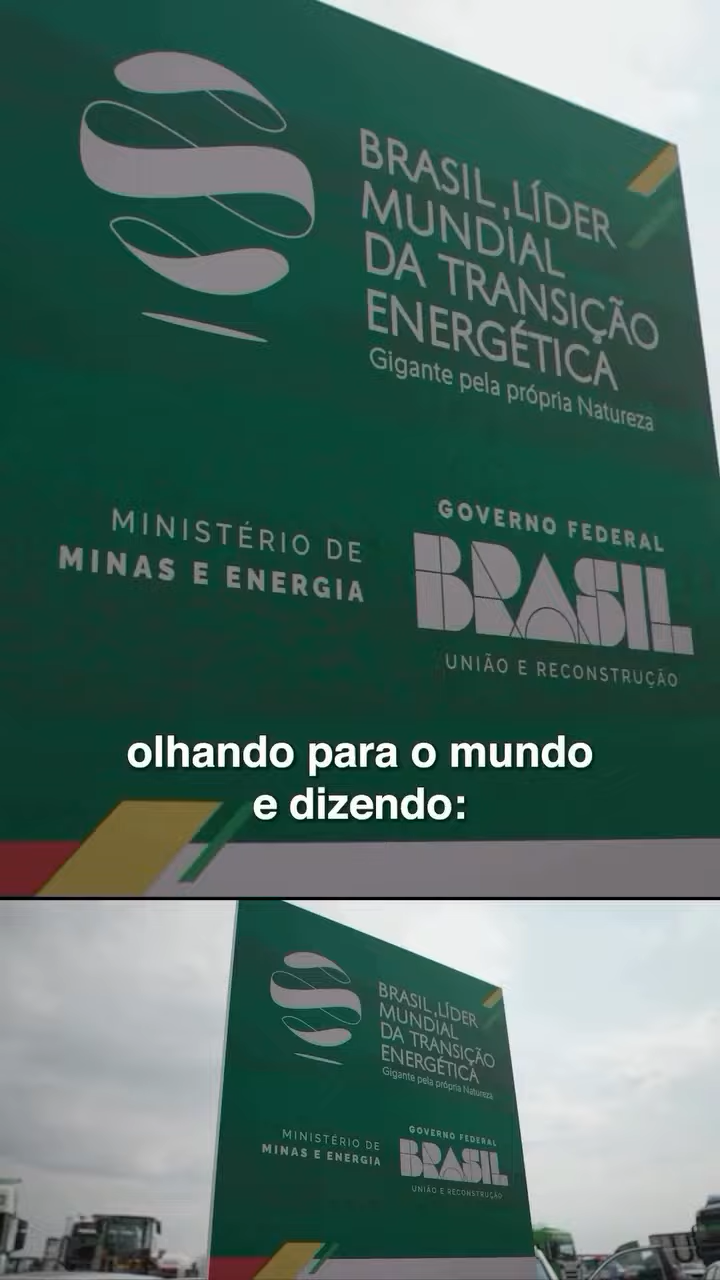 BRASIL, LÍDER
MUNDIAL
DA TRANSIÇÃO
ENERGÉTICA
Gigante pela própria Natureza
MINISTÉRIO DE
MINAS E ENERGIA
GOVERNO FEDERAL
BRASIL
UNIÃO E RECONSTRUÇÃO
olhando para o mundo
e dizendo:
BRASIL, LÍDER
MUNDIAL
DA TRANSIÇÃO
ENERGÉTICA
Gigante pela própria Natureza
MINISTÉRIO DE
MINAS E ENERGIA
GOVERNO FEDERAL
BRASIL
UNIÃO E RECONSTRUÇÃO